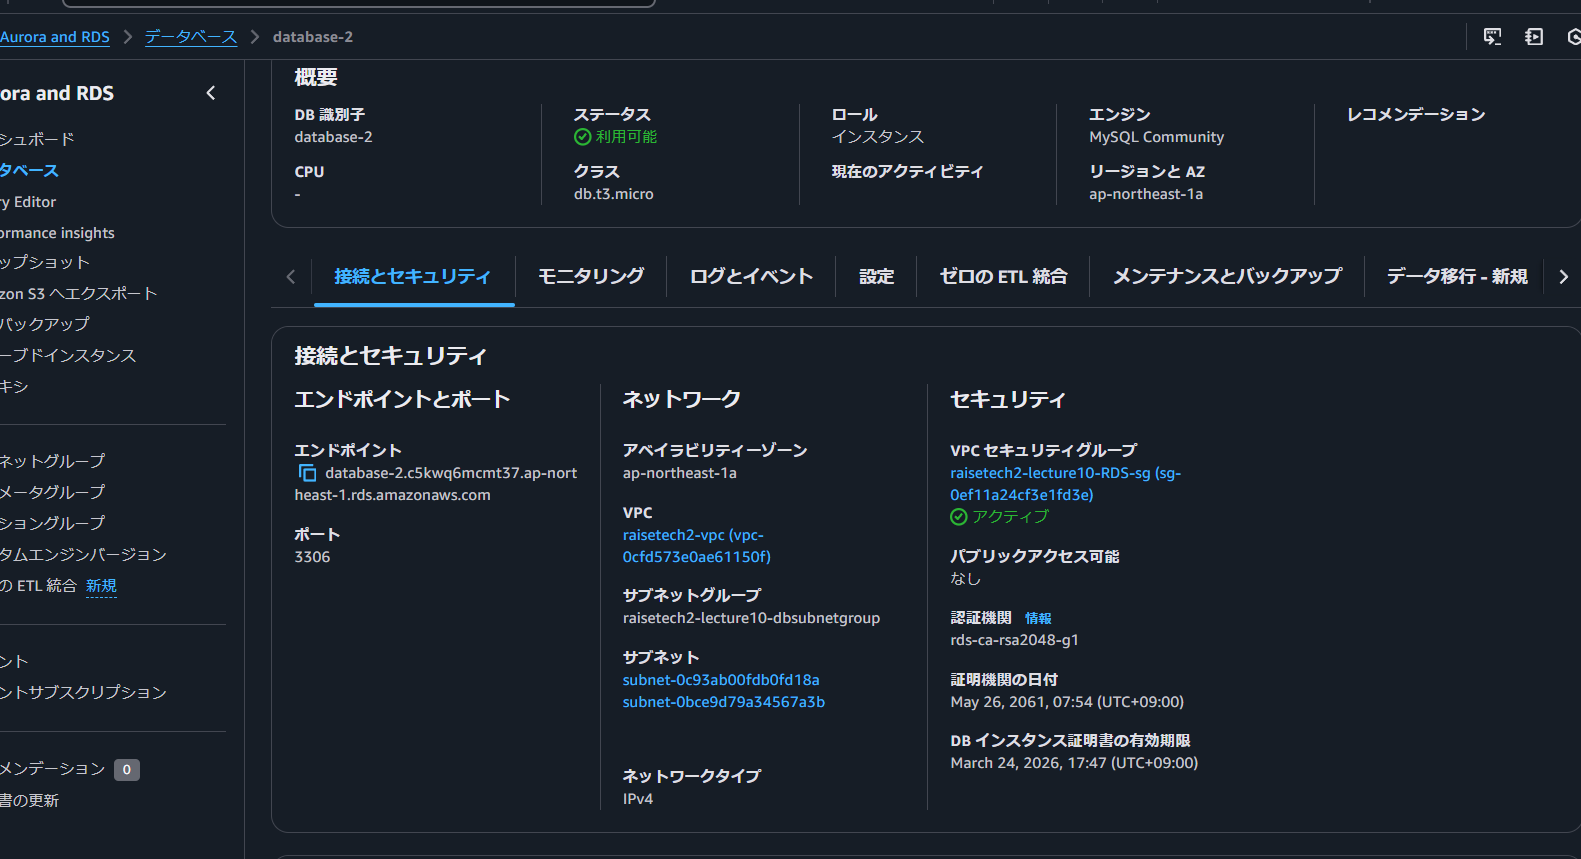 Aurora and RDS
データベース
database-2
ora and RDS
シュボード
タベース
ry Editor
ormance insights
ップショット
zon S3 へエクスポート
バックアップ
ーブドインスタンス
キシ
ネットグループ
メータグループ
ショングループ
タムエンジンバージョン
の ETL 統合 新規
ント
ントサブスクリプション
メンデーション 0
書の更新
概要
DB 識別子
database-2
CPU
-
ステータス
利用可能
クラス
db.t3.micro
ロール
インスタンス
現在のアクティビティ
エンジン
MySQL Community
リージョンと AZ
ap-northeast-1a
レコメンデーション
接続とセキュリティ
モニタリング
ログとイベント
設定
ゼロの ETL 統合
メンテナンスとバックアップ
データ移行 - 新規
接続とセキュリティ
エンドポイントとポート
エンドポイント
database-2.c5kwq6mcmt37.ap-nort
heast-1.rds.amazonaws.com
ポート
3306
ネットワーク
アベイラビリティーゾーン
ap-northeast-1a
VPC
raisetech2-vpc (vpc-
0cfd573e0ae61150f)
サブネットグループ
raisetech2-lecture10-dbsubnetgroup
サブネット
subnet-0c93ab00fdb0fd18a
subnet-0bce9d79a34567a3b
ネットワークタイプ
IPv4
セキュリティ
VPC セキュリティグループ
raisetech2-lecture10-RDS-sg (sg-
0ef11a24cf3e1fd3e)
アクティブ
パブリックアクセス可能
なし
認証機関 情報
rds-ca-rsa2048-g1
証明機関の日付
May 26, 2061, 07:54 (UTC+09:00)
DB インスタンス証明書の有効期限
March 24, 2026, 17:47 (UTC+09:00)